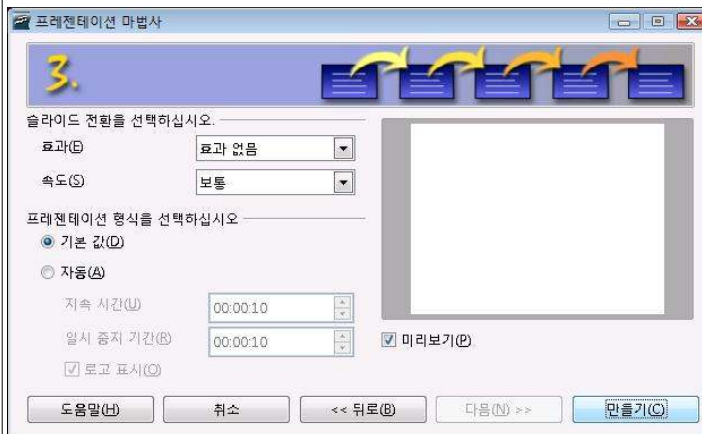 프레젠테이션 마법사
3.
슬라이드 전환을 선택하십시오.
효과(E) 효과 없음
속도(S) 보통
프레젠테이션 형식을 선택하십시오
기본 값(D)
자동(A)
지속 시간(U) 00:00:10
일시 중지 기간(R) 00:00:10
로고 표시(O)
미리보기(P)
도움말(H) 취소 << 뒤로(B) 다음(N) >> 만들기(C)